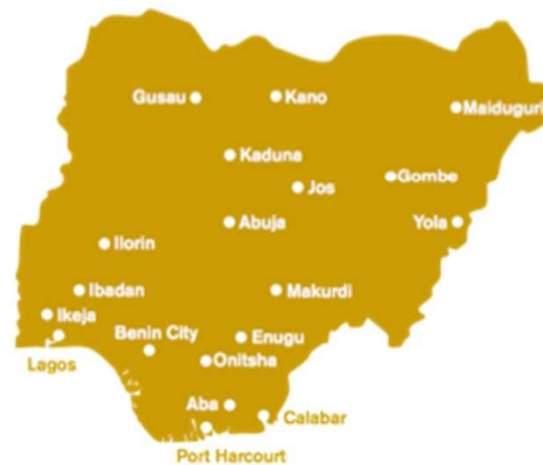 Gusau
Kano
Maiduguri
Kaduna
Gombe
Jos
Abuja
Yola
Ilorin
Ibadan
Makurdi
Ikeja
Benin City
Enugu
Lagos
Onitsha
Aba
Calabar
Port Harcourt